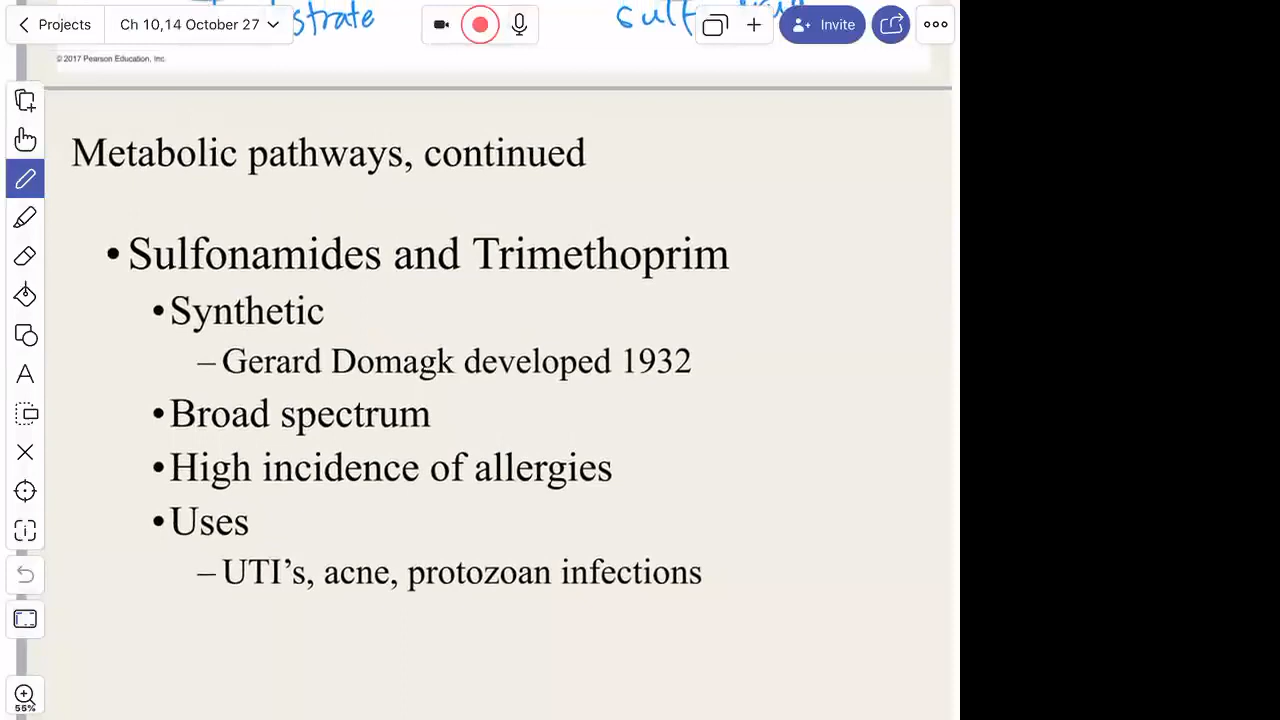 strate
Projects
Ch 10,14 October 27
Invite
© 2017 Pearson Education, Inc.
Metabolic pathways, continued
• Sulfonamides and Trimethoprim
• Synthetic
– Gerard Domagk developed 1932
• Broad spectrum
• High incidence of allergies
• Uses
– UTI's, acne, protozoan infections
55%